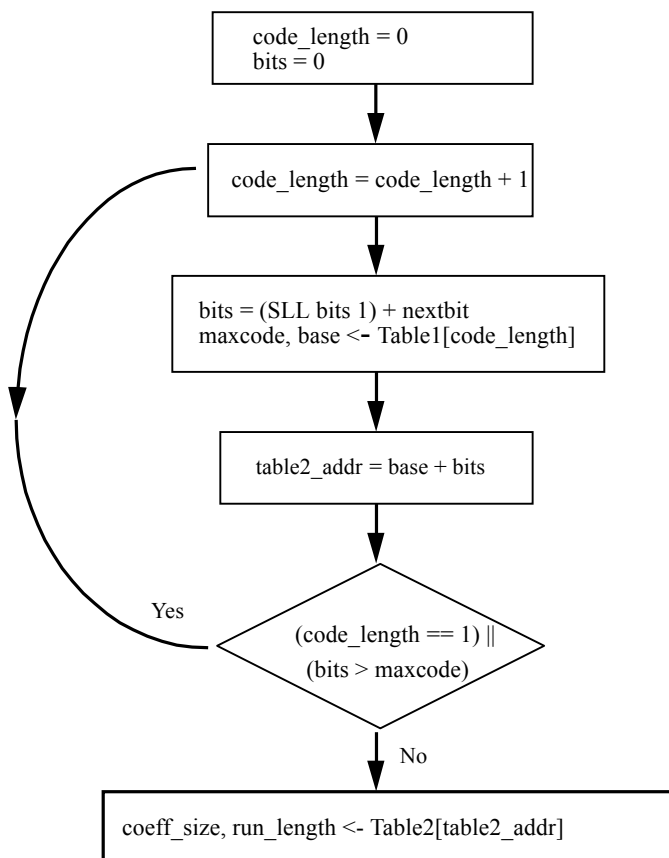 code_length = 0
bits = 0
code_length = code_length + 1
bits = (SLL bits 1) + nextbit
maxcode, base <- Table1[code_length]
table2_addr = base + bits
Yes
(code_length == 1) ||
(bits > maxcode)
No
coeff_size, run_length <- Table2[table2_addr]